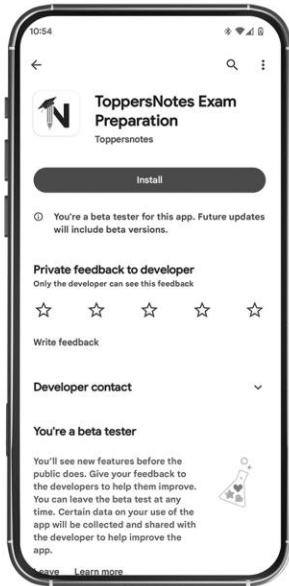 10:54
ToppersNotes Exam
Preparation
Toppersnotes
Install
You're a beta tester for this app. Future updates
will include beta versions.
Private feedback to developer
Only the developer can see this feedback
Write feedback
Developer contact
You're a beta tester
You'll see new features before the
public does. Give your feedback to
the developers to help them improve.
You can leave the beta test at any
time. Certain data on your use of the
app will be collected and shared with
the developer to help improve the
app.
Leave Learn more